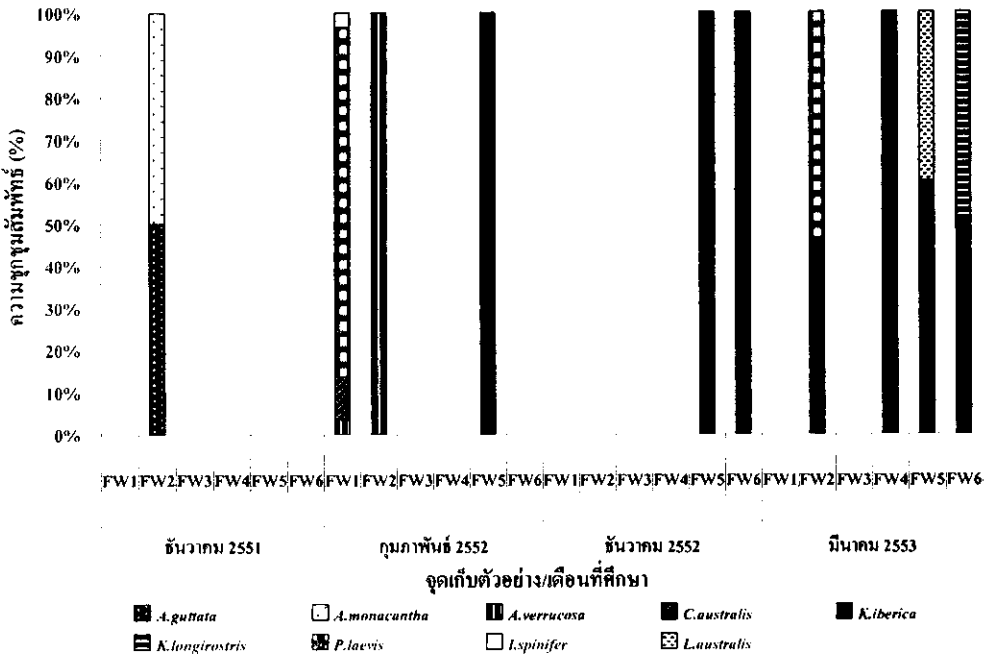 ความชุกชุมสัมพัทธ์ (%)
100%
90%
80%
70%
60%
50%
40%
30%
20%
10%
0%
FW1 FW2 FW3 FW4 FW5 FW6 FW1 FW2 FW3 FW4 FW5 FW1 FW2 FW3 FW4 FW5 FW6 FW1 FW2 FW3 FW4 FW5 FW6
ธันวาคม 2551 กุมภาพันธ์ 2552 ธันวาคม 2552 มีนาคม 2553
จุดเก็บตัวอย่าง/เดือนที่ศึกษา
A.guttata A.monacantha A.verrucosa C.australis K.iberica
K.longirostris P.laevis I.spinifer L.australis